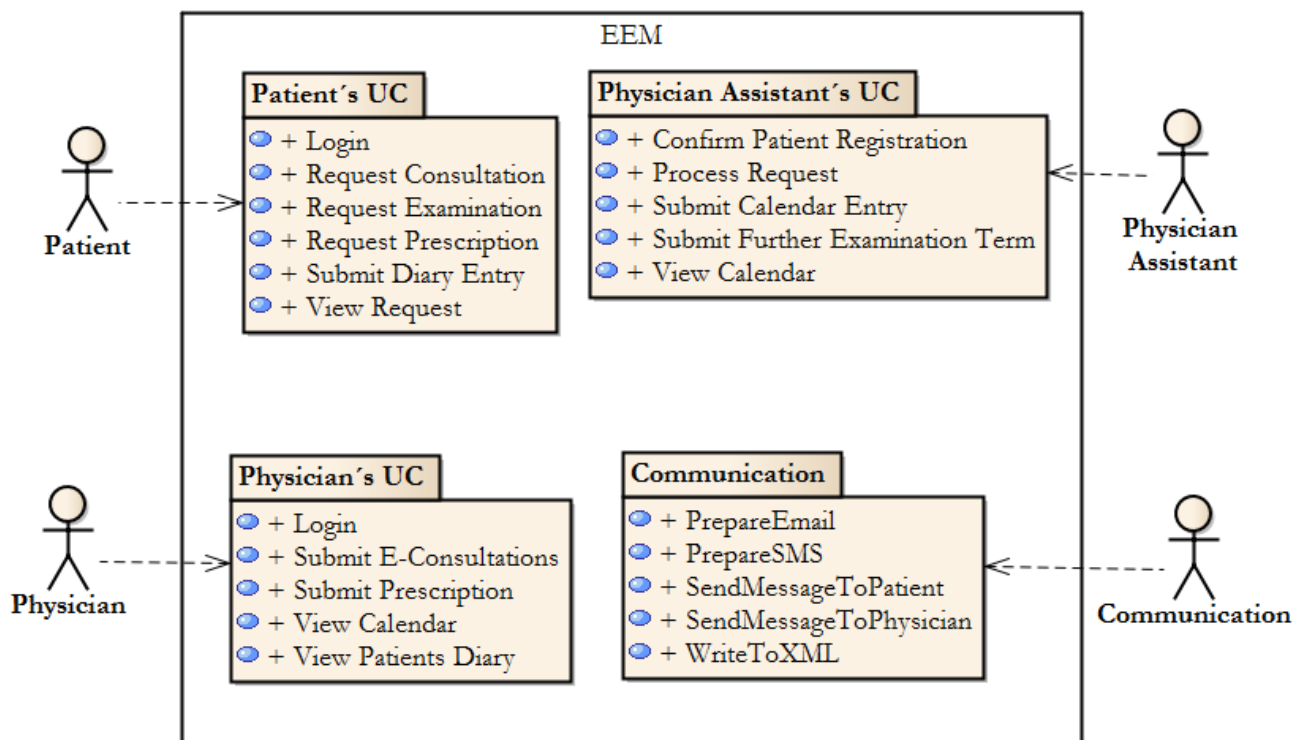 EEM
Patient´s UC
+ Login
+ Request Consultation
+ Request Examination
+ Request Prescription
+ Submit Diary Entry
+ View Request
Physician Assistant´s UC
+ Confirm Patient Registration
+ Process Request
+ Submit Calendar Entry
+ Submit Further Examination Term
+ View Calendar
Patient
Physician
Assistant
Physician´s UC
+ Login
+ Submit E-Consultations
+ Submit Prescription
+ View Calendar
+ View Patients Diary
Communication
+ PrepareEmail
+ PrepareSMS
+ SendMessageToPatient
+ SendMessageToPhysician
+ WriteToXML
Physician
Communication